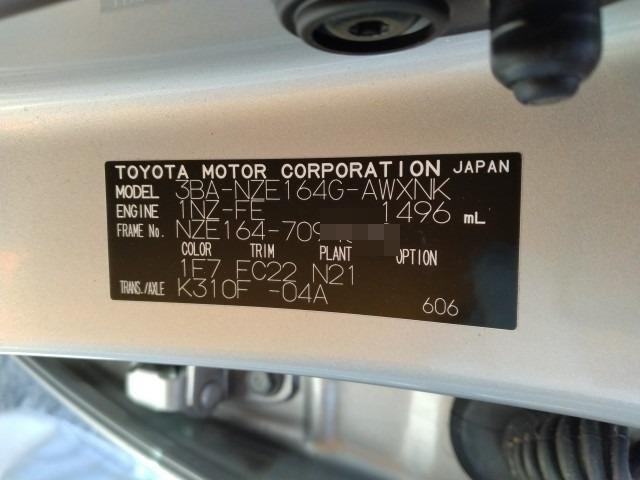 TOYOTA MOTOR CORPORATION JAPAN
MODEL 3BA-NZE164G-AWXNK
ENGINE 1NZ-FE 1496 mL
FRAME No. NZE164-709
COLOR TRIM PLANT OPTION
1E7 FC22 N21
TRANS./AXLE K310F -04A
606